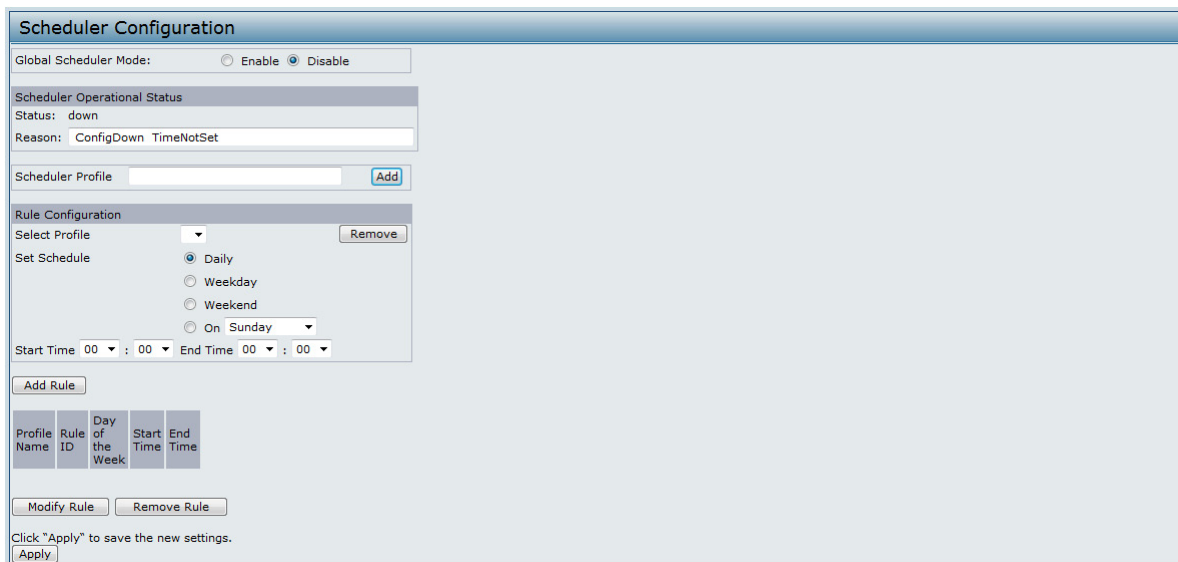 Scheduler Configuration
Global Scheduler Mode: Enable Disable
Scheduler Operational Status
Status: down
Reason: ConfigDown TimeNotSet
Scheduler Profile Add
Rule Configuration
Select Profile Remove
Set Schedule Daily
Weekday
Weekend
On Sunday
Start Time 00 : 00 End Time 00 : 00
Add Rule
Profile Name Rule ID Day of the Week Start Time End Time
Modify Rule Remove Rule
Click "Apply" to save the new settings.
Apply